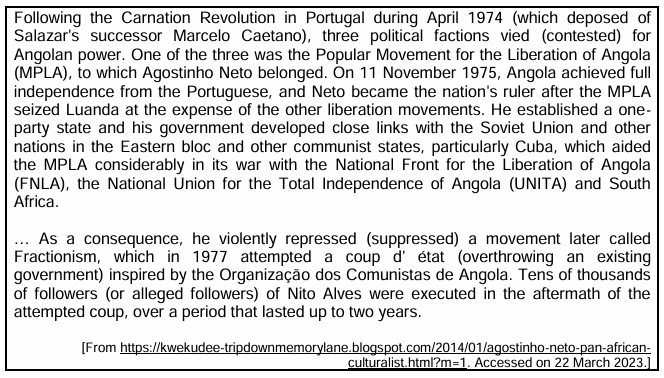 Following the Carnation Revolution in Portugal during April 1974 (which deposed of
Salazar's successor Marcelo Caetano), three political factions vied (contested) for
Angolan power. One of the three was the Popular Movement for the Liberation of Angola
(MPLA), to which Agostinho Neto belonged. On 11 November 1975, Angola achieved full
independence from the Portuguese, and Neto became the nation's ruler after the MPLA
seized Luanda at the expense of the other liberation movements. He established a one-
party state and his government developed close links with the Soviet Union and other
nations in the Eastern bloc and other communist states, particularly Cuba, which aided
the MPLA considerably in its war with the National Front for the Liberation of Angola
(FNLA), the National Union for the Total Independence of Angola (UNITA) and South
Africa.
… As a consequence, he violently repressed (suppressed) a movement later called
Fractionism, which in 1977 attempted a coup d' état (overthrowing an existing
government) inspired by the Organização dos Comunistas de Angola. Tens of thousands
of followers (or alleged followers) of Nito Alves were executed in the aftermath of the
attempted coup, over a period that lasted up to two years.
[From https://kwekudee-tripdownmemorylane.blogspot.com/2014/01/agostinho-neto-pan-african-
culturalist.html?m=1. Accessed on 22 March 2023.]